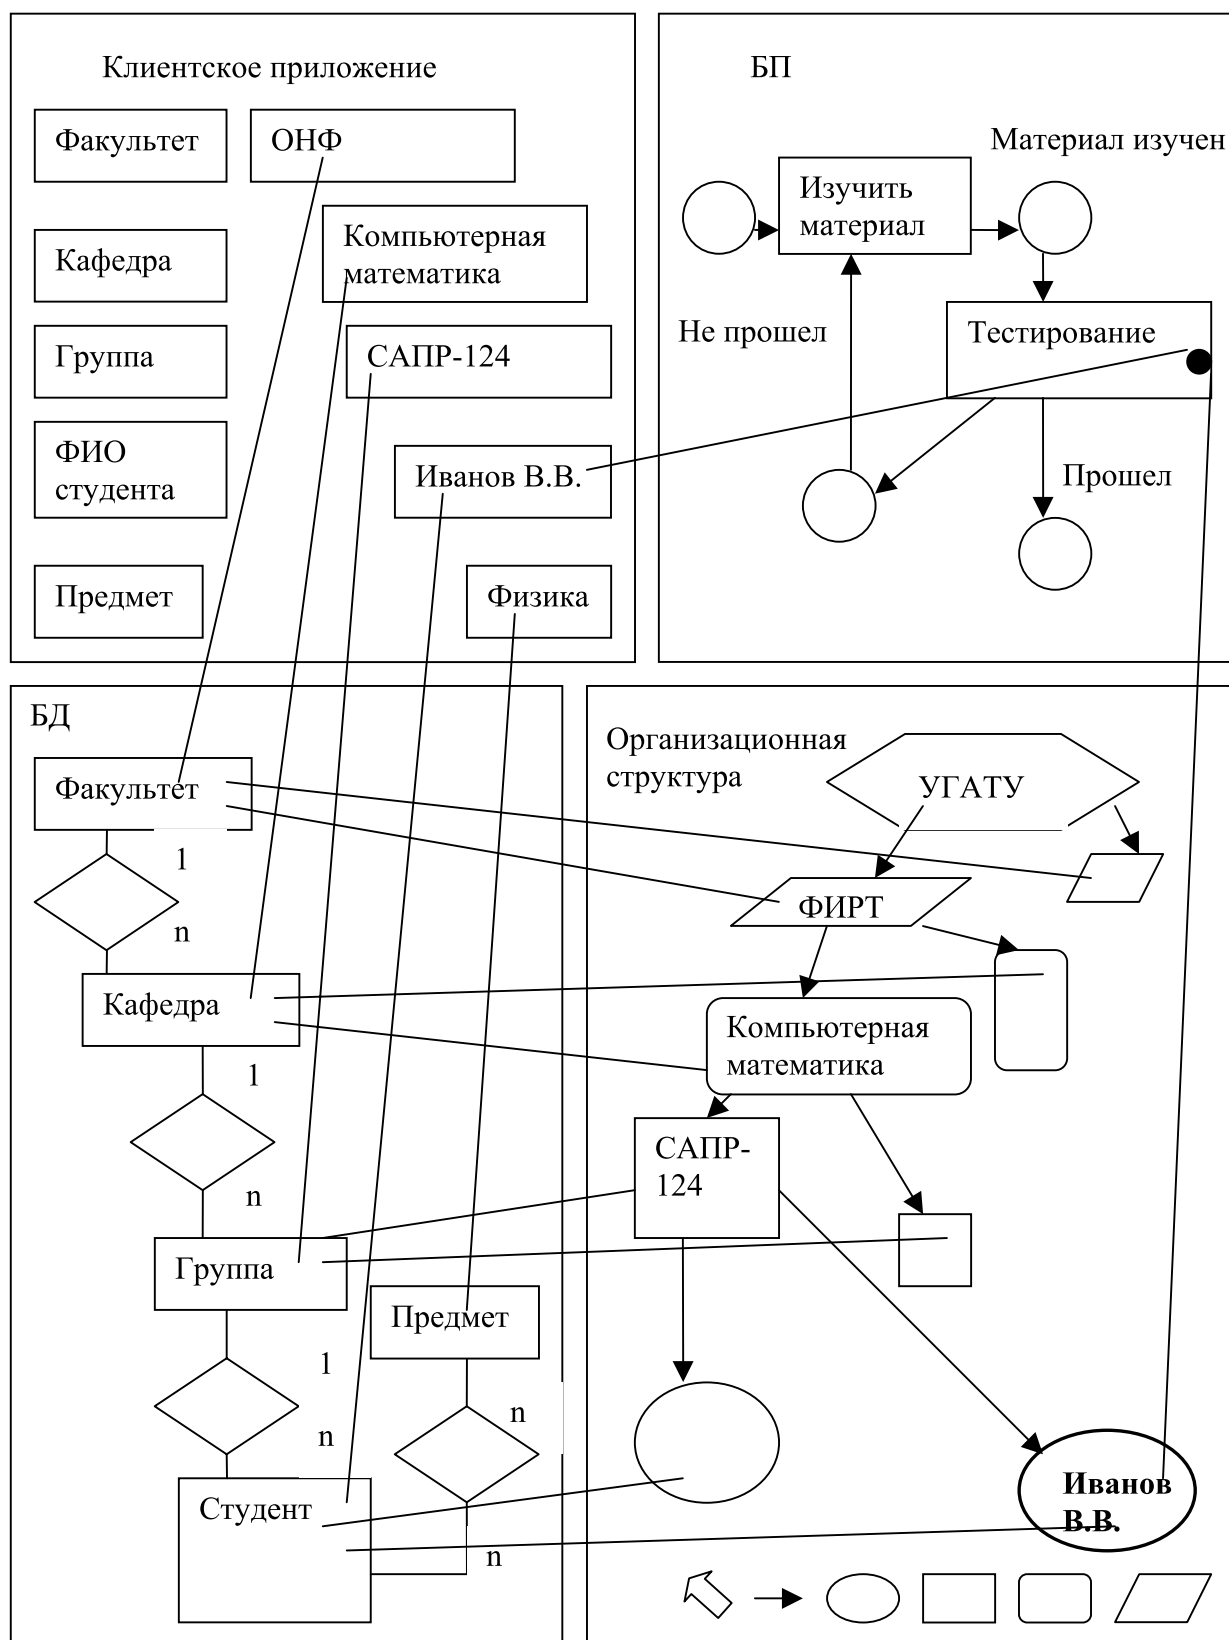 Клиентское приложение
Факультет
ОНФ
Кафедра
Компьютерная
математика
Группа
САПР-124
ФИО
студента
Иванов В.В.
Предмет
Физика
БП
Материал изучен
Изучить
материал
Не прошел
Тестирование
Прошел
БД
Факультет
1
n
Кафедра
1
n
Группа
Предмет
1
n
n
Студент
n
Организационная
структура
УГАТУ
ФИРТ
Компьютерная
математика
САПР-
124
Иванов
В.В.